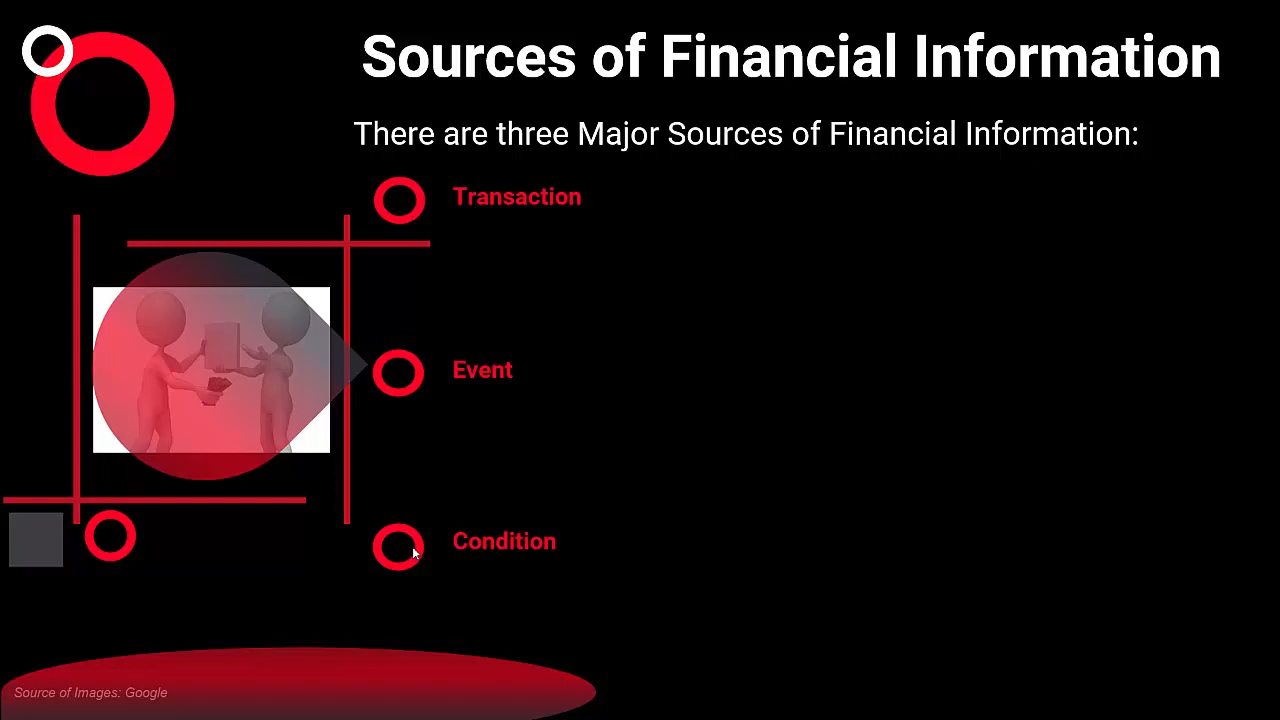 Sources of Financial Information
There are three Major Sources of Financial Information:
Transaction
Event
Condition
Source of Images: Google